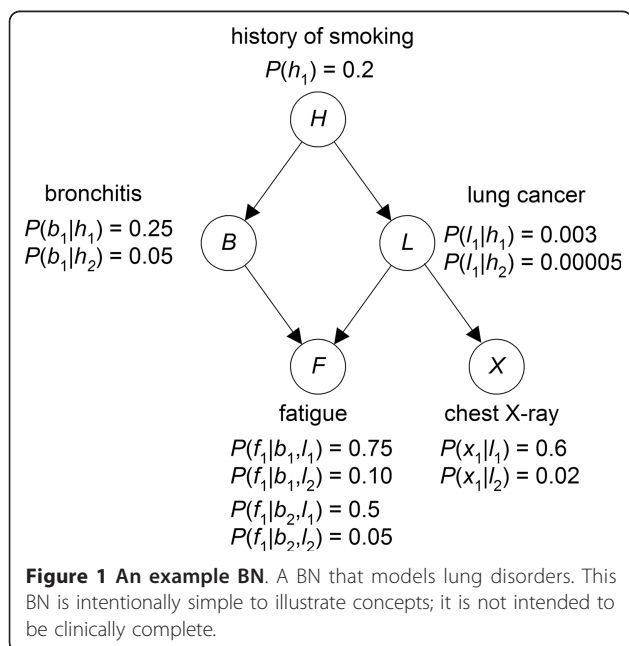 history of smoking
P(h₁) = 0.2
H
bronchitis
P(b₁|h₁) = 0.25
P(b₁|h₂) = 0.05
B
L
lung cancer
P(l₁|h₁) = 0.003
P(l₁|h₂) = 0.00005
F
X
fatigue
P(f₁|b₁,l₁) = 0.75
P(f₁|b₁,l₂) = 0.10
P(f₁|b₂,l₁) = 0.5
P(f₁|b₂,l₂) = 0.05
chest X-ray
P(x₁|l₁) = 0.6
P(x₁|l₂) = 0.02
Figure 1 An example BN. A BN that models lung disorders. This
BN is intentionally simple to illustrate concepts; it is not intended to
be clinically complete.